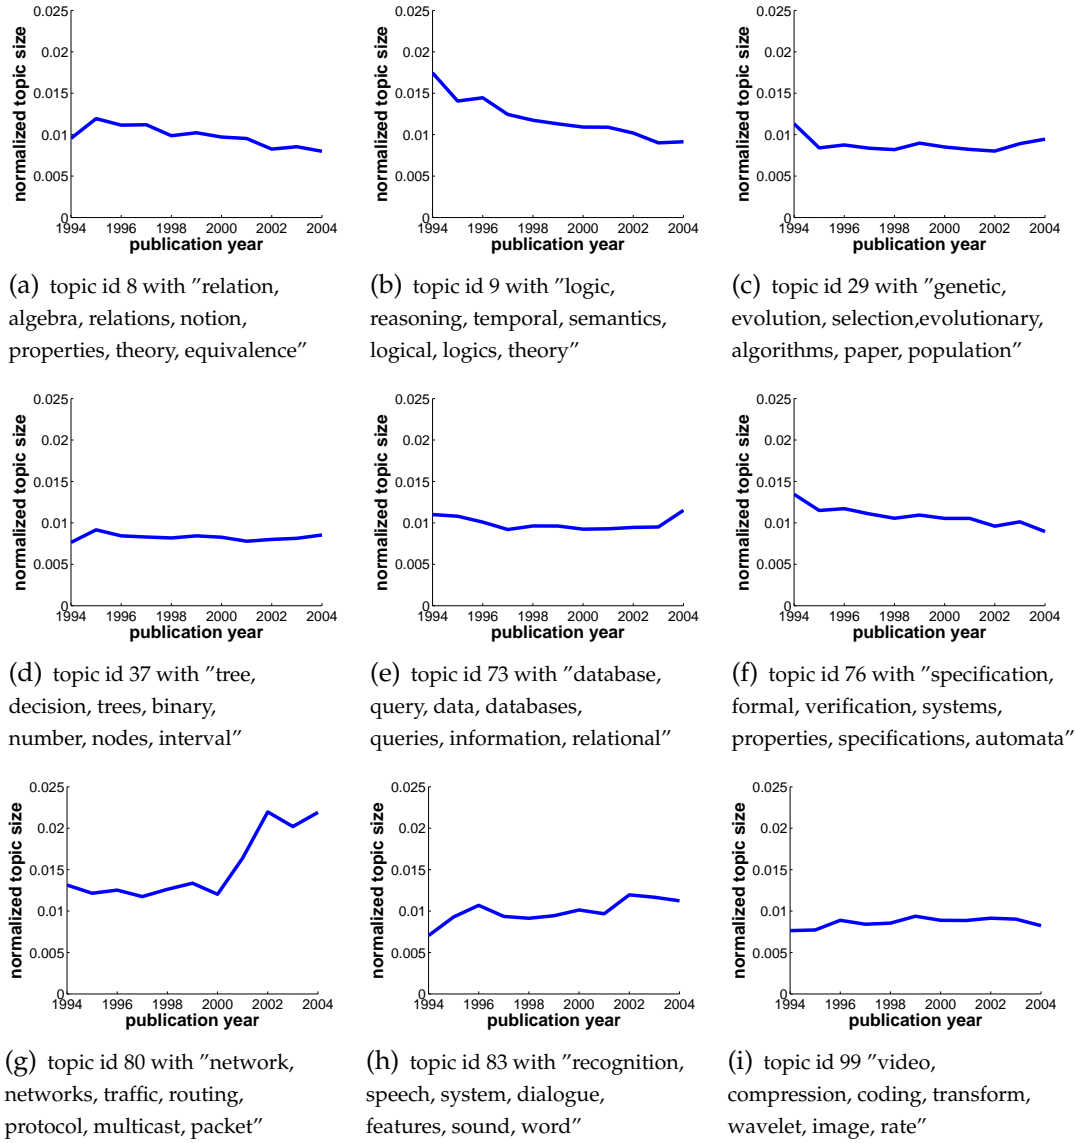 0.025
0.02
0.015
0.01
0.005
0
normalized topic size
1994 1996 1998 2000 2002 2004
publication year
(a) topic id 8 with ”relation,
algebra, relations, notion,
properties, theory, equivalence”
0.025
0.02
0.015
0.01
0.005
0
normalized topic size
1994 1996 1998 2000 2002 2004
publication year
(b) topic id 9 with ”logic,
reasoning, temporal, semantics,
logical, logics, theory”
0.025
0.02
0.015
0.01
0.005
0
normalized topic size
1994 1996 1998 2000 2002 2004
publication year
(c) topic id 29 with ”genetic,
evolution, selection,evolutionary,
algorithms, paper, population”
0.025
0.02
0.015
0.01
0.005
0
normalized topic size
1994 1996 1998 2000 2002 2004
publication year
(d) topic id 37 with ”tree,
decision, trees, binary,
number, nodes, interval”
0.025
0.02
0.015
0.01
0.005
0
normalized topic size
1994 1996 1998 2000 2002 2004
publication year
(e) topic id 73 with ”database,
query, data, databases,
queries, information, relational”
0.025
0.02
0.015
0.01
0.005
0
normalized topic size
1994 1996 1998 2000 2002 2004
publication year
(f) topic id 76 with ”specification,
formal, verification, systems,
properties, specifications, automata”
0.025
0.02
0.015
0.01
0.005
0
normalized topic size
1994 1996 1998 2000 2002 2004
publication year
(g) topic id 80 with ”network,
networks, traffic, routing,
protocol, multicast, packet”
0.025
0.02
0.015
0.01
0.005
0
normalized topic size
1994 1996 1998 2000 2002 2004
publication year
(h) topic id 83 with ”recognition,
speech, system, dialogue,
features, sound, word”
0.025
0.02
0.015
0.01
0.005
0
normalized topic size
1994 1996 1998 2000 2002 2004
publication year
(i) topic id 99 ”video,
compression, coding, transform,
wavelet, image, rate”